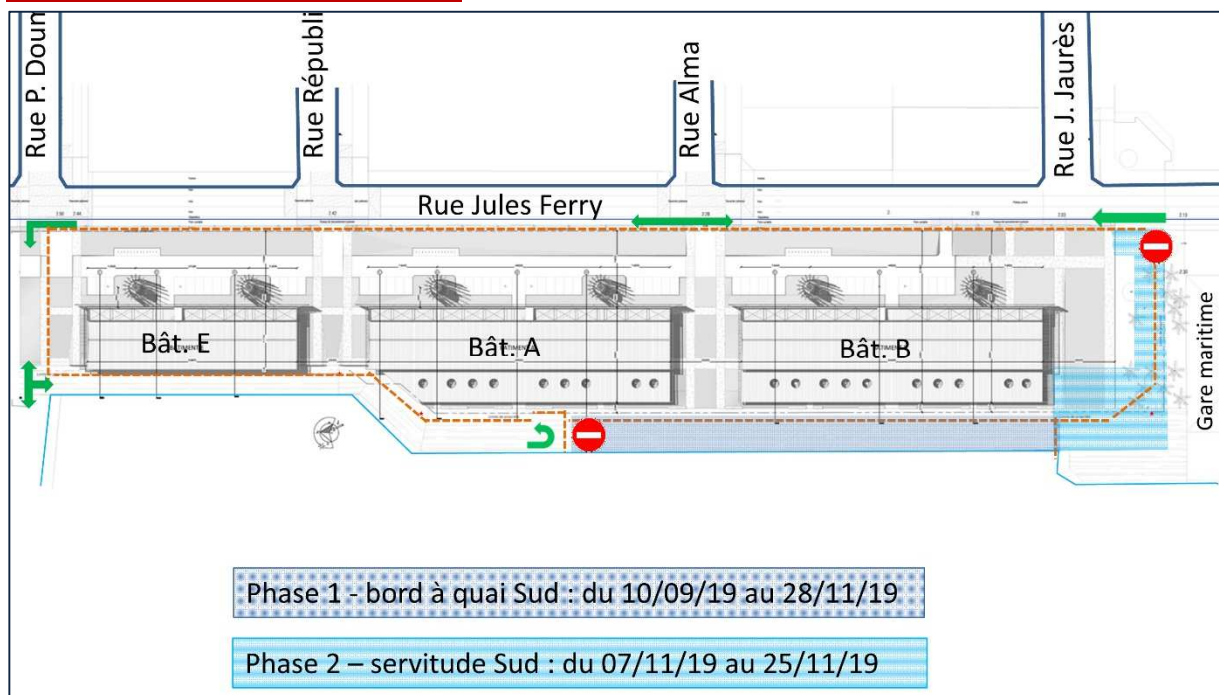 Rue P. Doum
Rue Républi
Rue Alma
Rue J. Jaurès
Rue Jules Ferry
Bât. E
Bât. A
Bât. B
Gare maritime
Phase 1 - bord à quai Sud : du 10/09/19 au 28/11/19
Phase 2 – servitude Sud : du 07/11/19 au 25/11/19